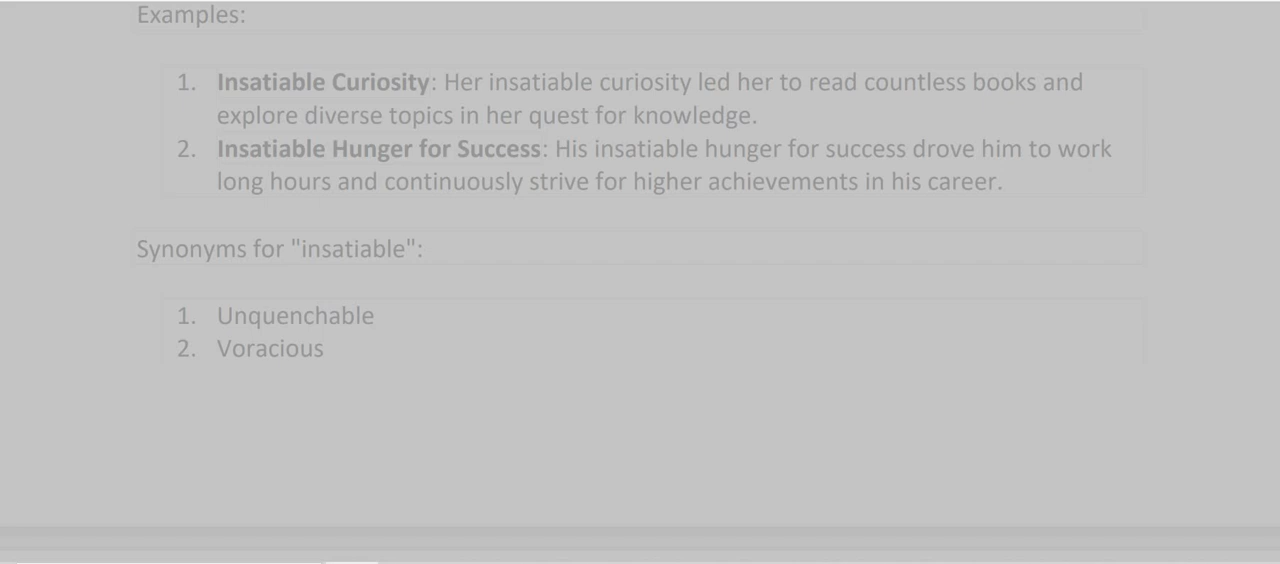 Examples:
1. Insatiable Curiosity: Her insatiable curiosity led her to read countless books and
explore diverse topics in her quest for knowledge.
2. Insatiable Hunger for Success: His insatiable hunger for success drove him to work
long hours and continuously strive for higher achievements in his career.
Synonyms for "insatiable":
1. Unquenchable
2. Voracious